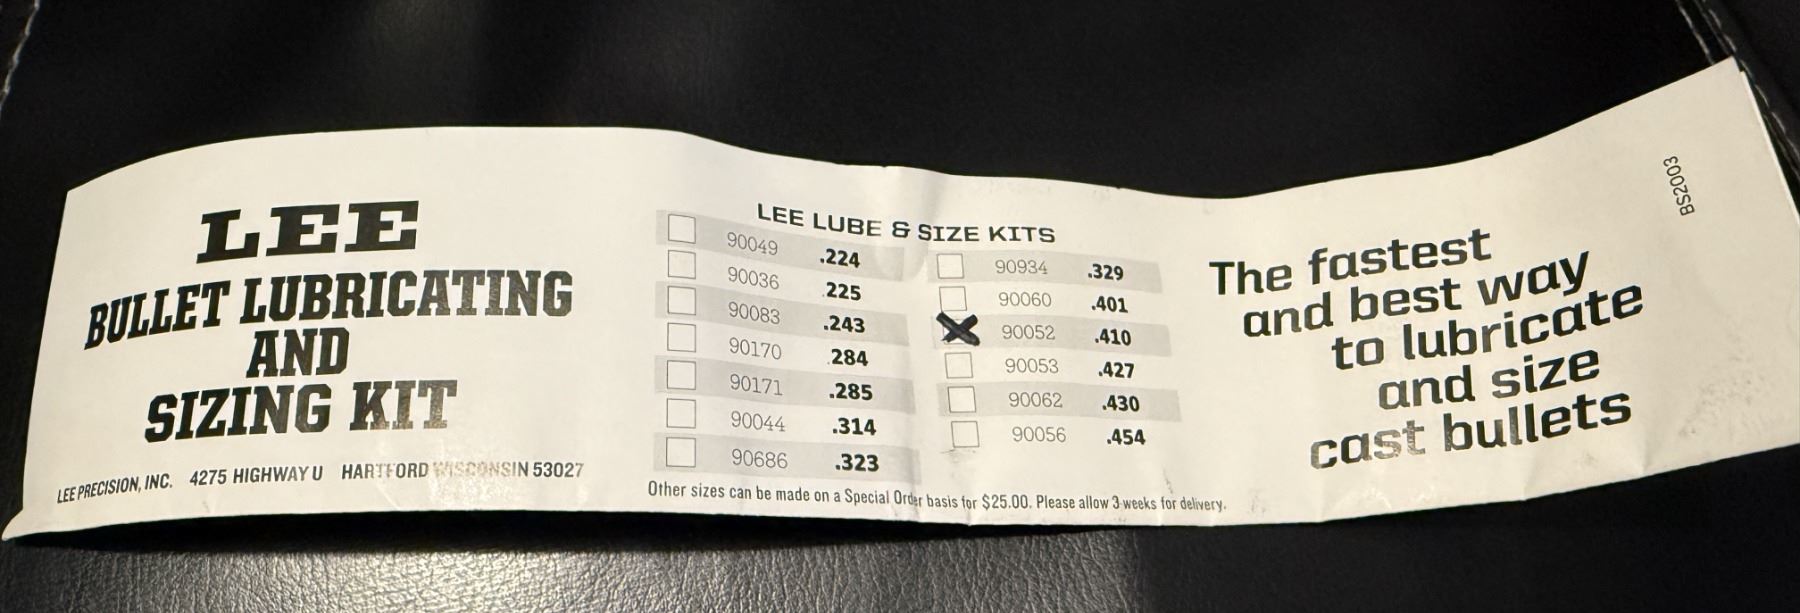 LEE
BULLET LUBRICATING
AND
SIZING KIT
LEE PRECISION, INC. 4275 HIGHWAY U HARTFORD WISCONSIN 53027
LEE LUBE & SIZE KITS
90049 .224
90036 .225
90083 .243
90170 .284
90171 .285
90044 .314
90686 .323
90934 .329
90060 .401
90052 .410
90053 .427
90062 .430
90056 .454
Other sizes can be made on a Special Order basis for $25.00. Please allow 3 weeks for delivery.
The fastest
and best way
to lubricate
and size
cast bullets
BS2003